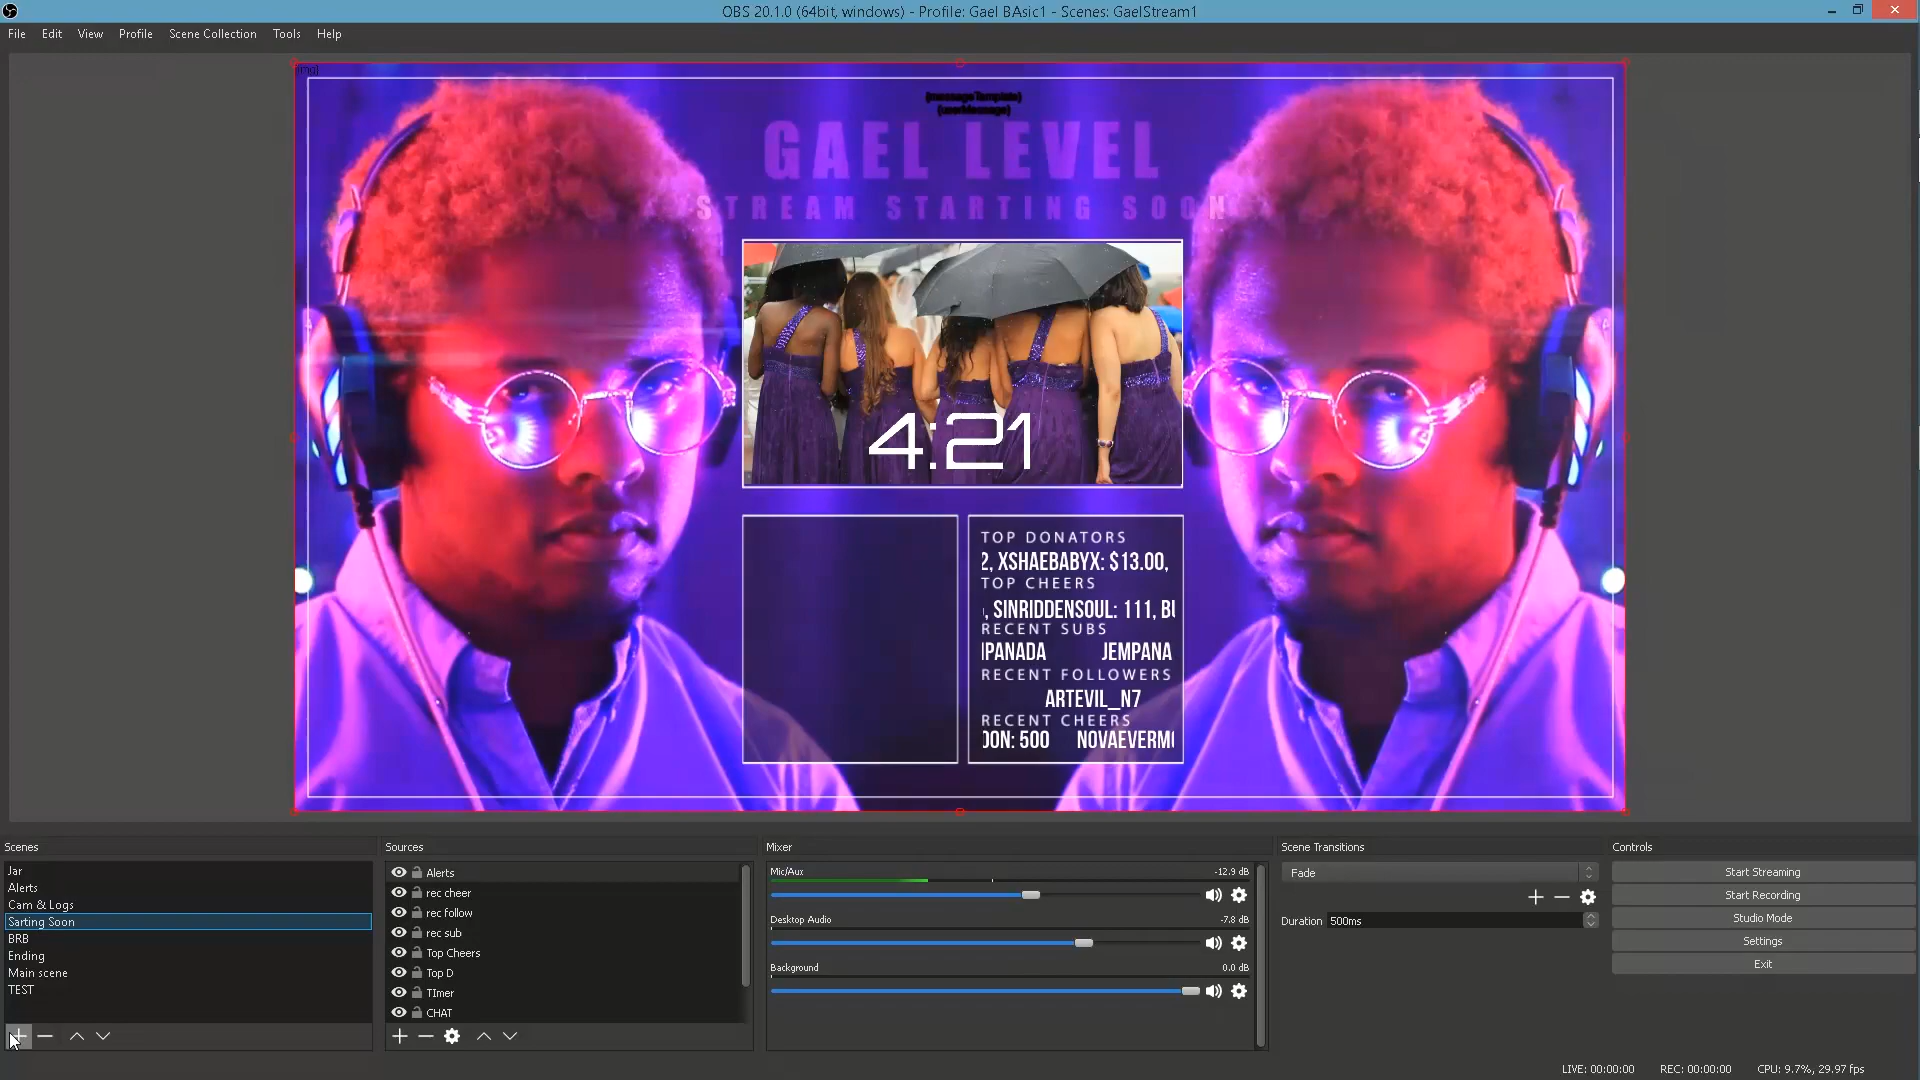 OBS 20.1.0 (64bit, windows) - Profile: Gael BAsic1 - Scenes: GaelStream1
File Edit View Profile Scene Collection Tools Help
{img}
{messageTemplate}
{userMessage}
GAEL LEVEL
STREAM STARTING SOON
4:21
TOP DONATORS
2, XSHAEBABYX: $13.00,
TOP CHEERS
, SINRIDDENSOUL: 111, BU
RECENT SUBS
IPANADA JEMPANA
RECENT FOLLOWERS
ARTEVIL_N7
RECENT CHEERS
OON: 500 NOVAEVERM
Scenes
Jar
Alerts
Cam & Logs
Sarting Soon
BRB
Ending
Main scene
TEST
Sources
Alerts
rec cheer
rec follow
rec sub
Top Cheers
Top D
TImer
CHAT
Mixer
Mic/Aux -12.9 dB
Desktop Audio -7.8 dB
Background 0.0 dB
Scene Transitions
Fade
Duration 500ms
Controls
Start Streaming
Start Recording
Studio Mode
Settings
Exit
LIVE: 00:00:00 REC: 00:00:00 CPU: 9.7%, 29.97 fps